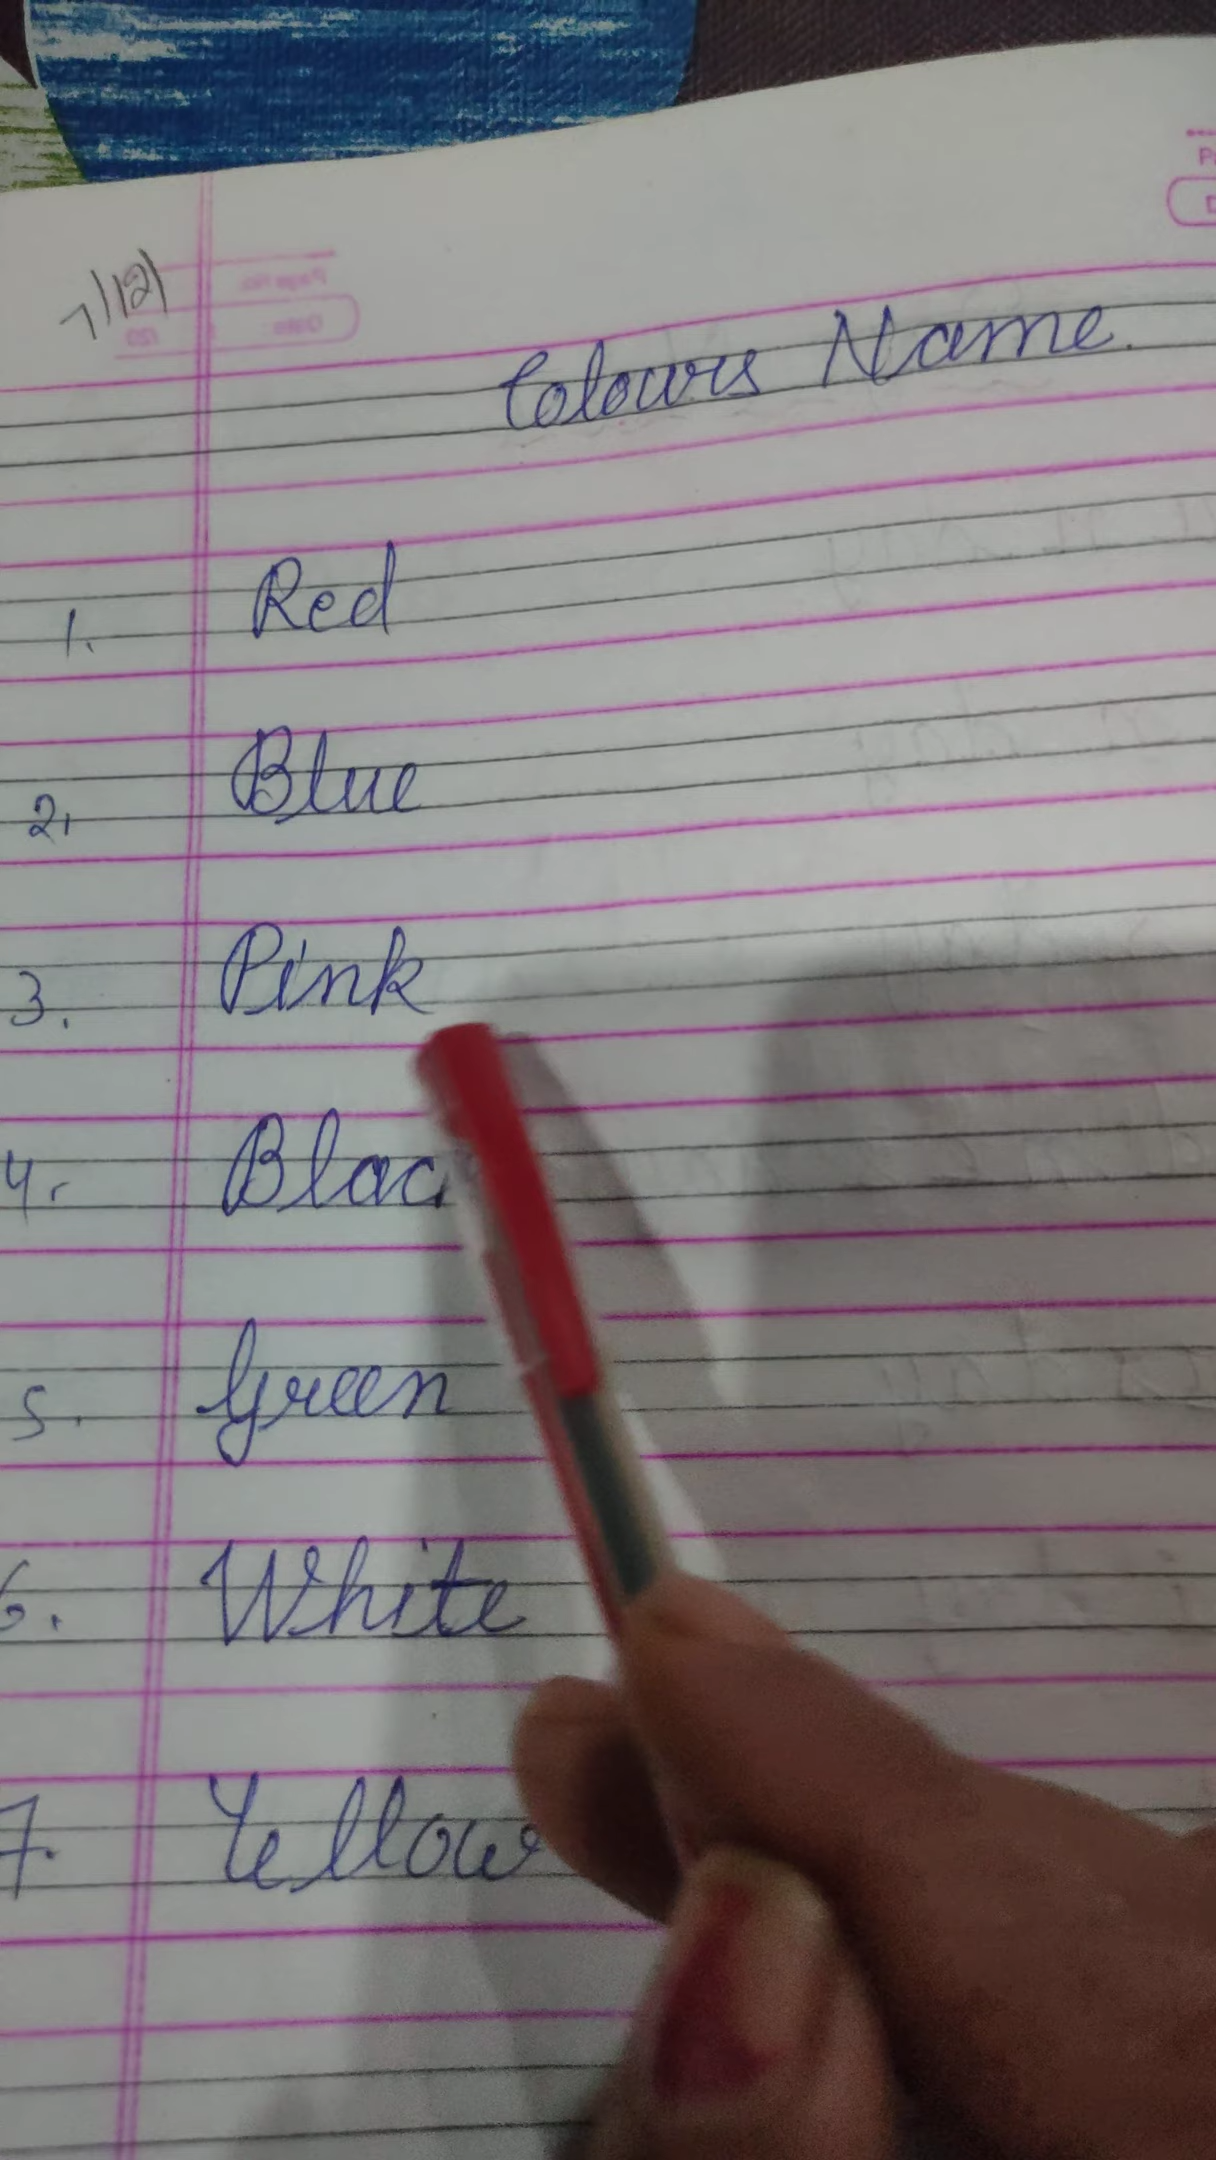 7/12/
Colours Name.
1. Red
2. Blue
3. Pink
4. Blac
5. Green
6. White
7. Yellow